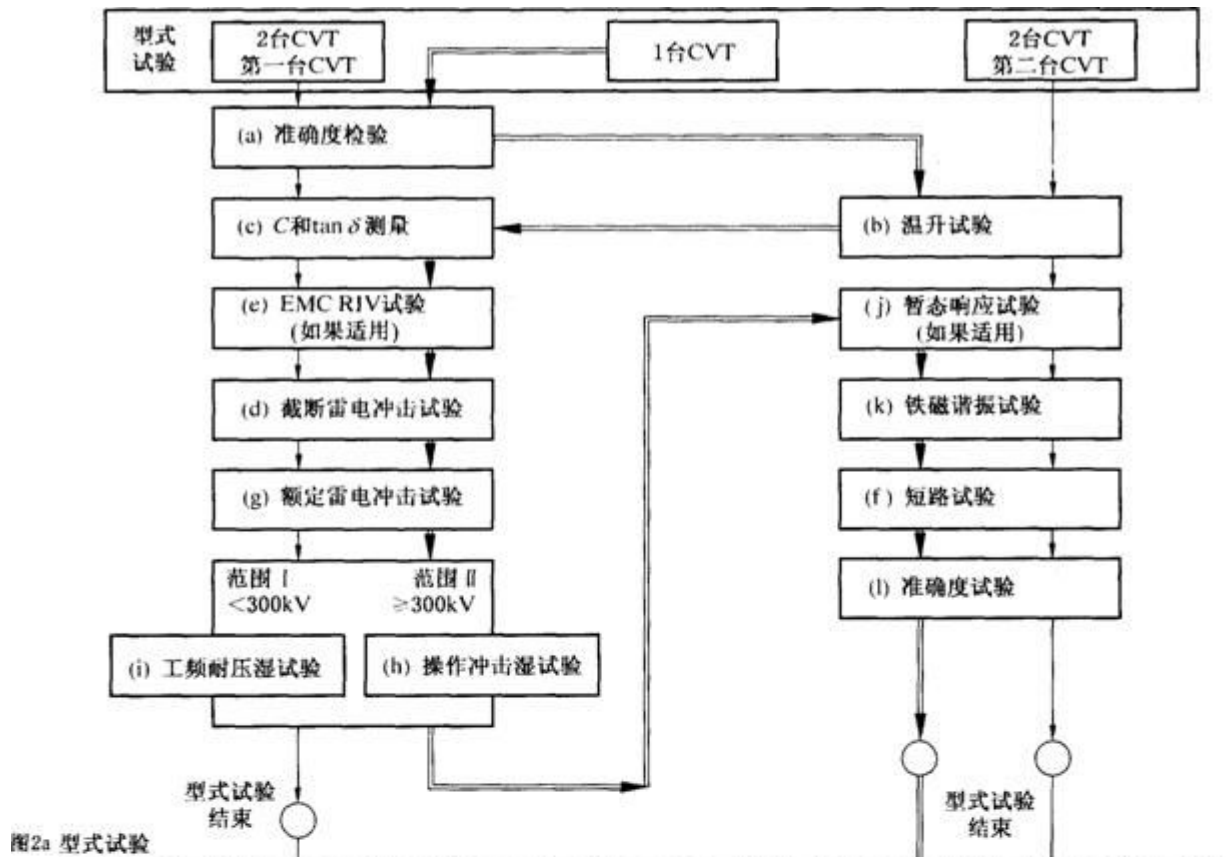 型式
试验
2台CVT
第一台CVT
1台CVT
2台CVT
第二台CVT
(a) 准确度检验
(c) C和tan δ 测量
(b) 温升试验
(e) EMC RIV试验
(如果适用)
(j) 暂态响应试验
(如果适用)
(d) 截断雷电冲击试验
(k) 铁磁谐振试验
(g) 额定雷电冲击试验
(f) 短路试验
范围 Ⅰ
<300kV
范围 Ⅱ
≥300kV
(l) 准确度试验
(i) 工频耐压湿试验
(h) 操作冲击湿试验
型式试验
结束
型式试验
结束
图2a 型式试验